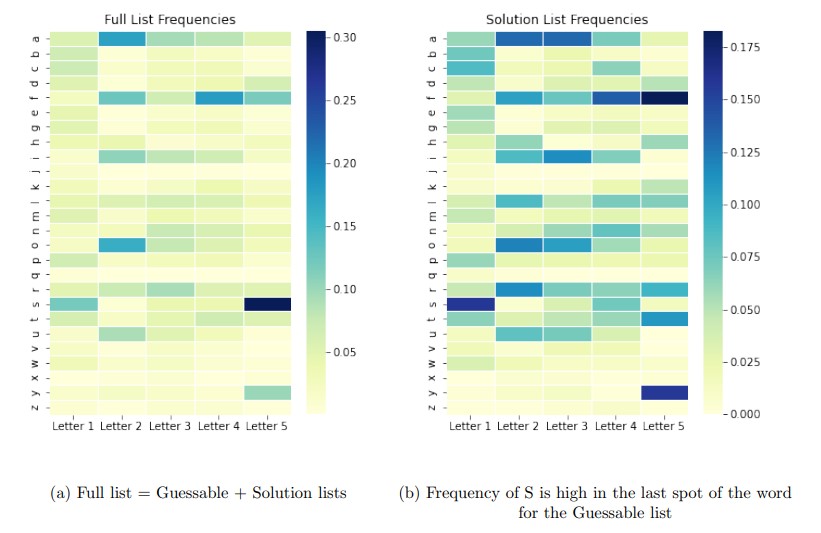 Full List Frequencies
a
b
c
d
e
f
g
h
i
j
k
l
m
n
o
p
q
r
s
t
u
v
w
x
y
z
Letter 1 Letter 2 Letter 3 Letter 4 Letter 5
0.30
0.25
0.20
0.15
0.10
0.05
(a) Full list = Guessable + Solution lists
Solution List Frequencies
a
b
c
d
e
f
g
h
i
j
k
l
m
n
o
p
q
r
s
t
u
v
w
x
y
z
Letter 1 Letter 2 Letter 3 Letter 4 Letter 5
0.175
0.150
0.125
0.100
0.075
0.050
0.025
0.000
(b) Frequency of S is high in the last spot of the word
for the Guessable list